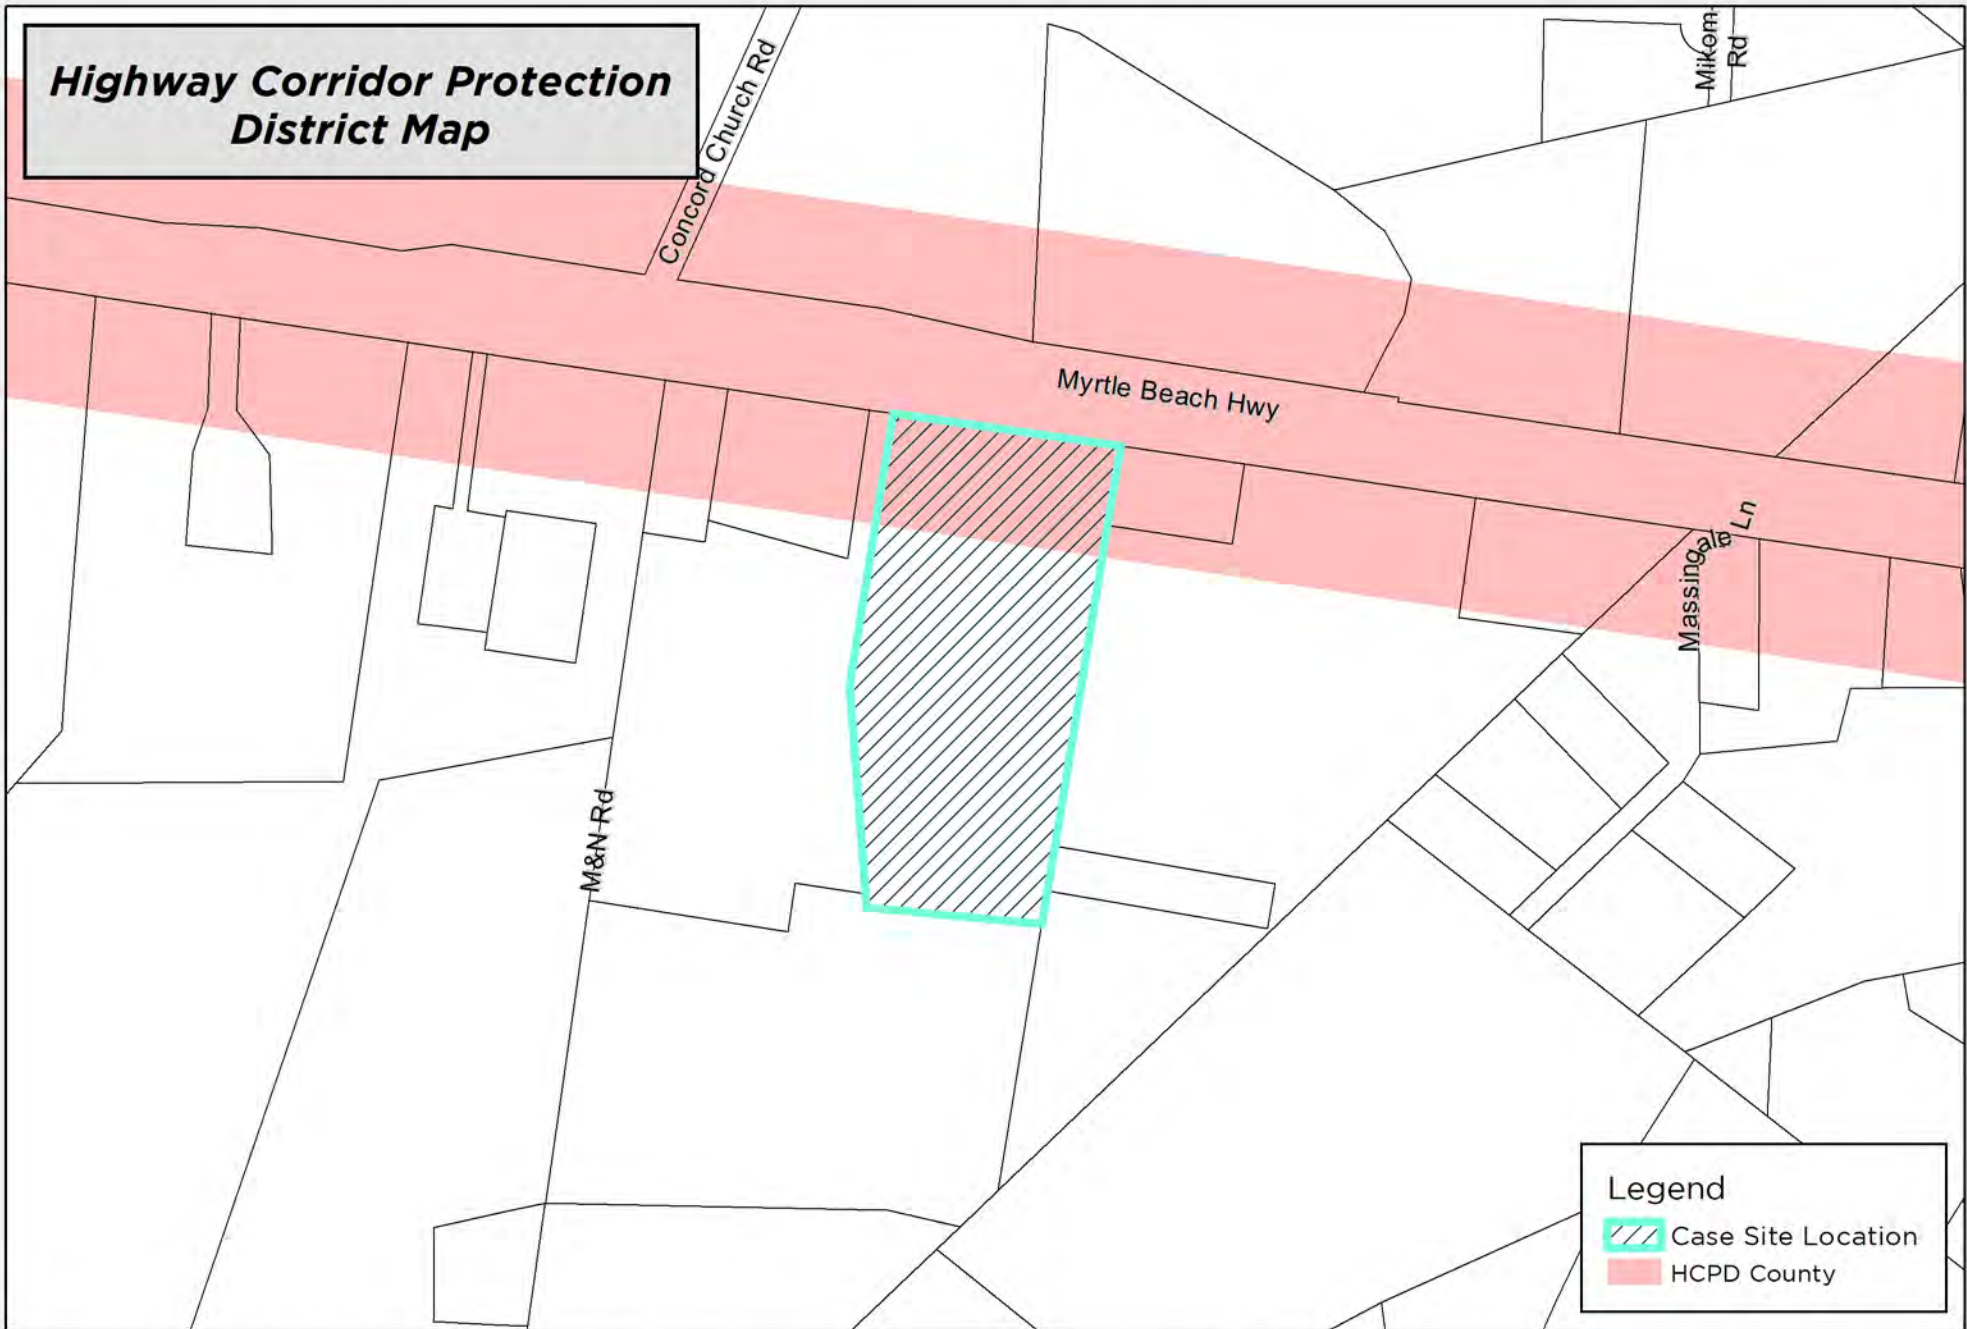 Highway Corridor Protection
District Map
Concord Church Rd
Mikom
Rd
Myrtle Beach Hwy
Massingale Ln
M&N Rd
Legend
Case Site Location
HCPD County